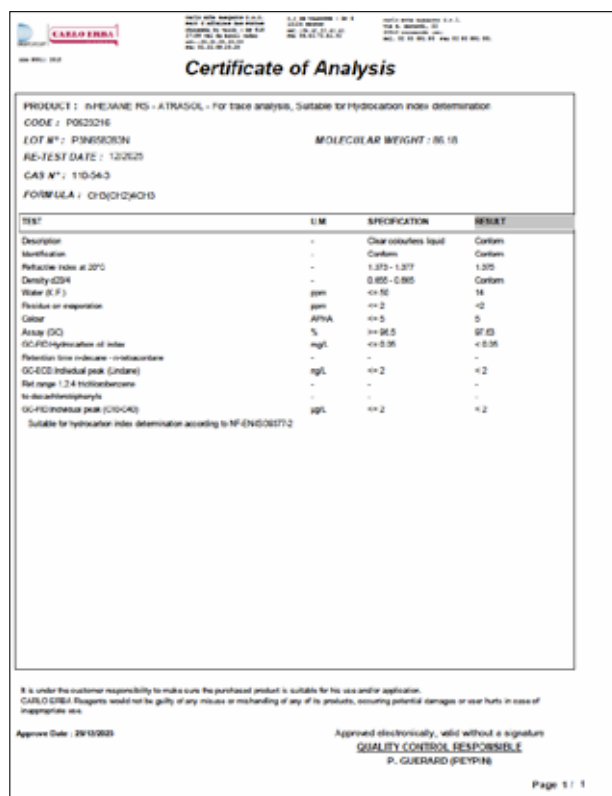 CARLO ERBA
Certificate of Analysis
PRODUCT : n-HEXANE RS - ATRASOL - For trace analysis, Suitable for Hydrocarbon index determination
CODE : P0629216
LOT N° :
MOLECULAR WEIGHT : 86.18
RE-TEST DATE : 12/2025
CAS N° : 110-54-3
FORMULA : CH3(CH2)4CH3
TEST U.M SPECIFICATION RESULT
Description - Clear colourless liquid Conform
Identification - Conform Conform
Refractive index at 20°C - 1.373 - 1.377 1.375
Density d20/4 - 0.655 - 0.665 Conform
Water (K.F.) ppm <= 50 14
Residue on evaporation ppm <= 2 <2
Colour APHA <= 5 5
Assay (GC) % >= 96.5 97.63
GC-FID:Hydrocarbon oil index mg/L <= 0.05 < 0.05
Retention time n-decane - n-tetracontane - - -
GC-ECD:Individual peak (Lindane) ng/L <= 2 < 2
Ret.range 1,2,4 trichlorobenzene - - -
to decachlorobiphenyls - - -
GC-FID:Individual peak (C10-C40) µg/L <= 2 < 2
Suitable for hydrocarbon index determination according to NF-EN-ISO9377-2
It is under the customer responsibility to make sure the purchased product is suitable for his use and/or application.
CARLO ERBA Reagents would not be guilty of any misuse or mishandling of any of its products, occurring potential damages or user hurts in case of
inappropriate use.
Approve Date :
Approved electronically, valid without a signature
QUALITY CONTROL RESPONSIBLE
P. GUERARD (PEYPIN)
Page 1 / 1